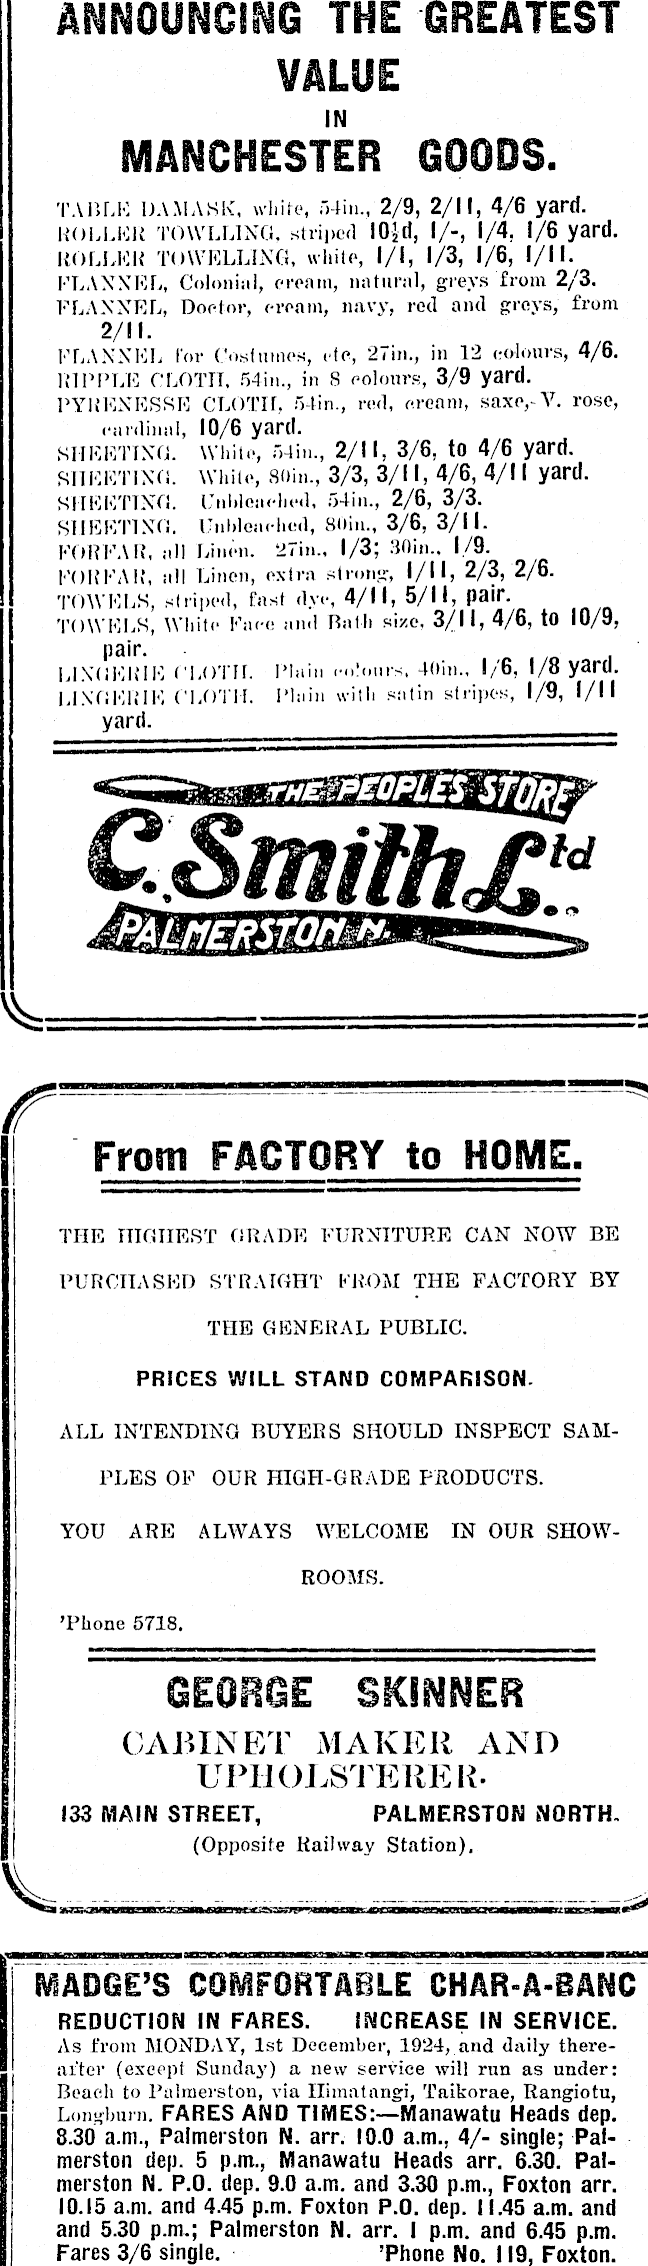 ANNOUNCING THE GREATEST
VALUE
IN
MANCHESTER GOODS.
TABLE DAMASK, white, 54in., 2/9, 2/11, 4/6 yard.
ROLLER TOWLLING, striped 10½d, 1/-, 1/4, 1/6 yard.
ROLLER TOWELLING, white, 1/1, 1/3, 1/6, 1/11.
FLANNEL, Colonial, cream, natural, greys from 2/3.
FLANNEL, Doctor, cream, navy, red and greys, from
2/11.
FLANNEL for Costumes, etc, 27in., in 12 colours, 4/6.
RIPPLE CLOTH, 54in., in 8 colours, 3/9 yard.
PYRENESSE CLOTH, 54in., red, cream, saxe, V. rose,
cardinal, 10/6 yard.
SHEETING. White, 54in., 2/11, 3/6, to 4/6 yard.
SHEETING. White, 80in., 3/3, 3/11, 4/6, 4/11 yard.
SHEETING. Unbleached, 54in., 2/6, 3/3.
SHEETING. Unbleached, 80in., 3/6, 3/11.
FORFAR, all Linen. 27in., 1/3; 30in.. 1/9.
FORFAR, all Linen, extra strong, 1/11, 2/3, 2/6.
TOWELS, striped, fast dye, 4/11, 5/11, pair.
TOWELS, White Face and Bath size, 3/11, 4/6, to 10/9,
pair.
LINGERIE CLOTH. Plain colours, 40in., 1/6, 1/8 yard.
LINGERIE CLOTH. Plain with satin stripes, 1/9, 1/11
yard.
THE PEOPLES STORE
C. Smith Ltd
PALMERSTON N.
From FACTORY to HOME.
THE HIGHEST GRADE FURNITURE CAN NOW BE
PURCHASED STRAIGHT FROM THE FACTORY BY
THE GENERAL PUBLIC.
PRICES WILL STAND COMPARISON.
ALL INTENDING BUYERS SHOULD INSPECT SAM-
PLES OF OUR HIGH-GRADE PRODUCTS.
YOU ARE ALWAYS WELCOME IN OUR SHOW-
ROOMS.
'Phone 5718.
GEORGE SKINNER
CABINET MAKER AND
UPHOLSTERER.
133 MAIN STREET, PALMERSTON NORTH.
(Opposite Railway Station).
MADGE'S COMFORTABLE CHAR-A-BANC
REDUCTION IN FARES. INCREASE IN SERVICE.
As from MONDAY, 1st December, 1924, and daily there-
after (except Sunday) a new service will run as under:
Beach to Palmerston, via Himatangi, Taikorae, Rangiotu,
Longburn. FARES AND TIMES:—Manawatu Heads dep.
8.30 a.m., Palmerston N. arr. 10.0 a.m., 4/- single; Pal-
merston dep. 5 p.m., Manawatu Heads arr. 6.30. Pal-
merston N. P.O. dep. 9.0 a.m. and 3.30 p.m., Foxton arr.
10.15 a.m. and 4.45 p.m. Foxton P.O. dep. 11.45 a.m. and
and 5.30 p.m.; Palmerston N. arr. 1 p.m. and 6.45 p.m.
Fares 3/6 single. 'Phone No. 119, Foxton.